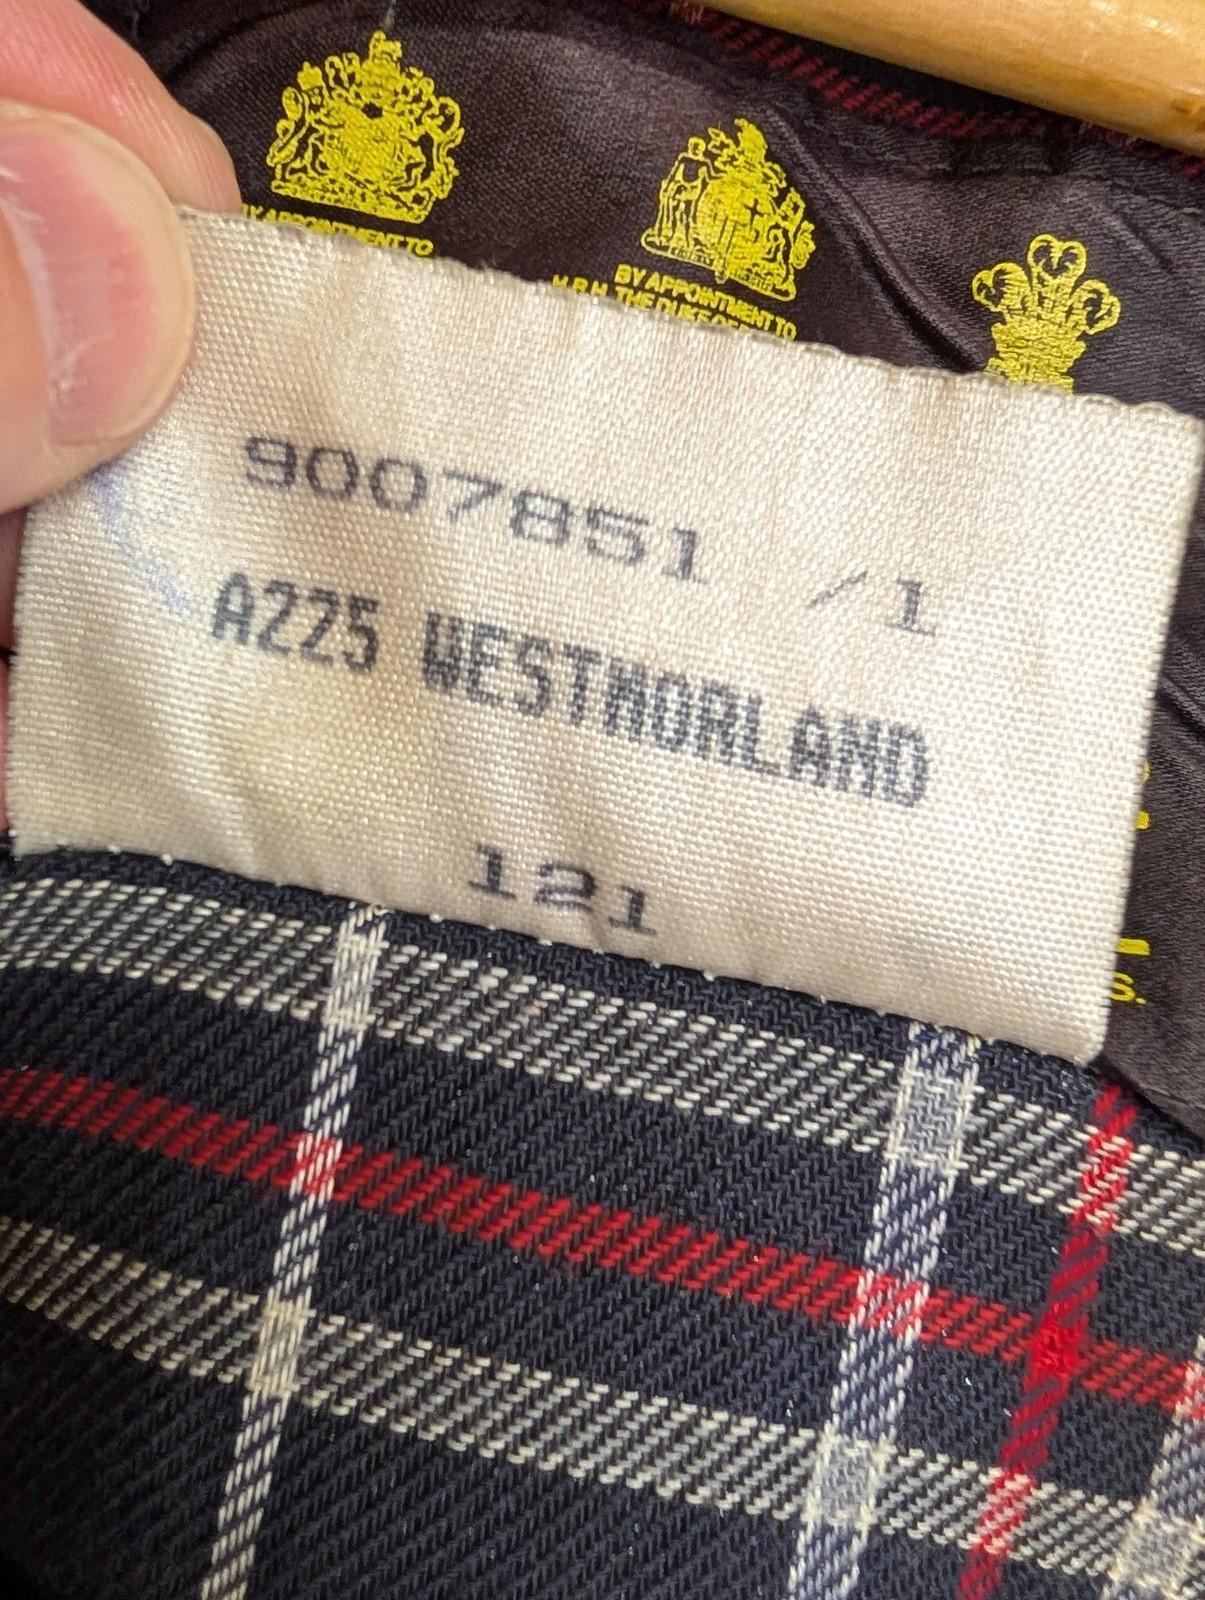 BY APPOINTMENT TO
BY APPOINTMENT TO
H.R.H. THE DUKE OF
9007851 /1
A225 WESTMORLAND
121
S.